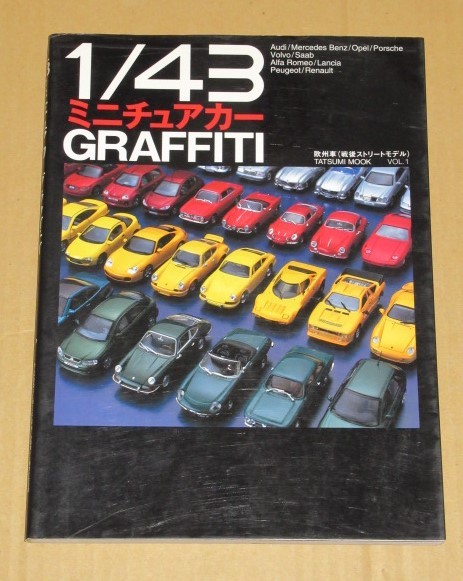 1/43
ミニチュアカー
GRAFFITI
Audi/Mercedes Benz/Opel/Porsche
Volvo/Saab
Alfa Romeo/Lancia
Peugeot/Renault
欧州車(戦後ストリートモデル)
TATSUMI MOOK VOL.1